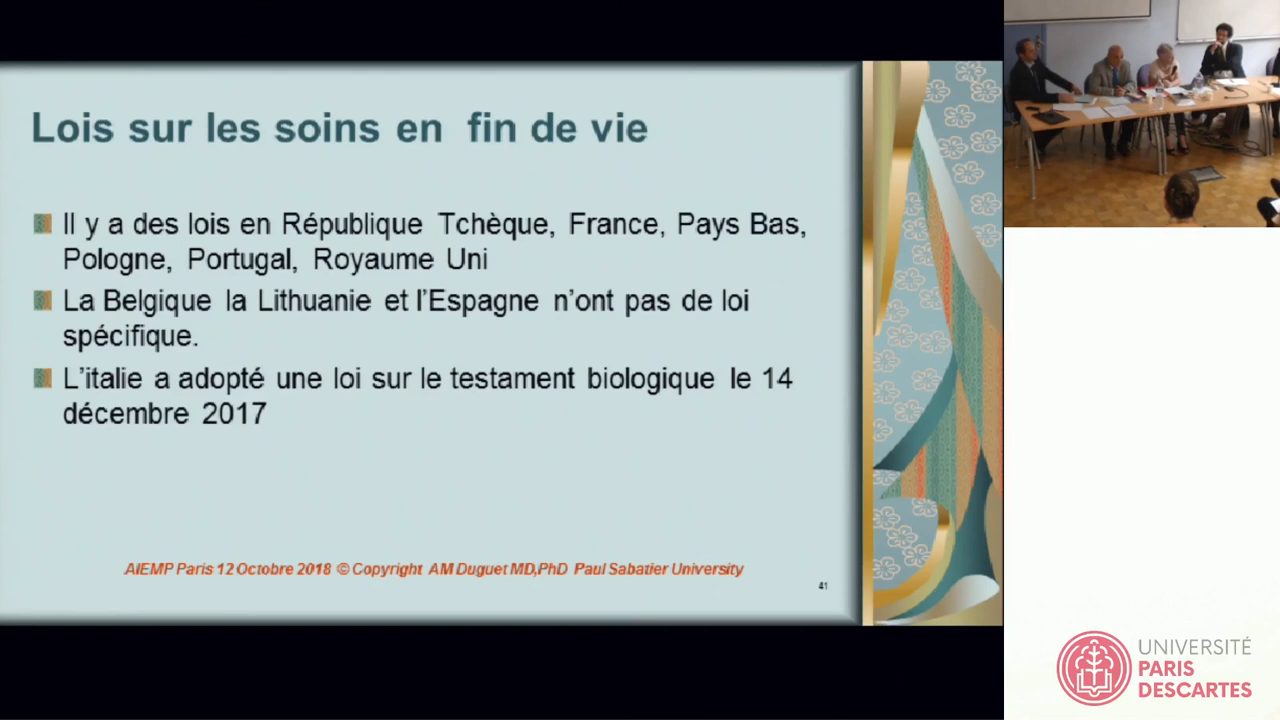 Lois sur les soins en fin de vie
Il y a des lois en République Tchèque, France, Pays Bas,
Pologne, Portugal, Royaume Uni
La Belgique la Lithuanie et l'Espagne n'ont pas de loi
spécifique.
L'italie a adopté une loi sur le testament biologique le 14
décembre 2017
AIEMP Paris 12 Octobre 2018 © Copyright AM Duguet MD,PhD Paul Sabatier University
41
UNIVERSITÉ
PARIS
DESCARTES